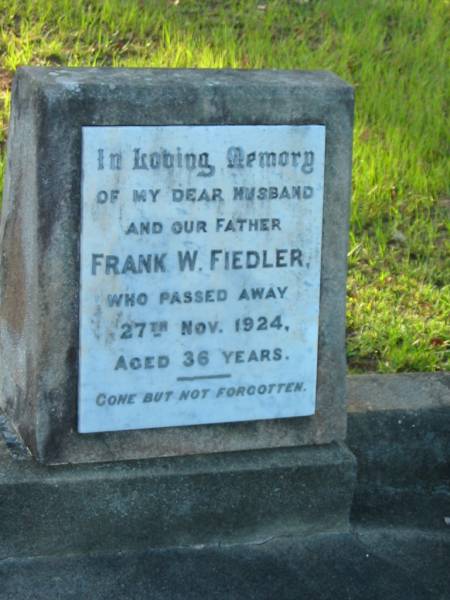 In Loving Memory
OF MY DEAR HUSBAND
AND OUR FATHER
FRANK W. FIEDLER,
WHO PASSED AWAY
27TH NOV. 1924,
AGED 36 YEARS.
GONE BUT NOT FORGOTTEN.